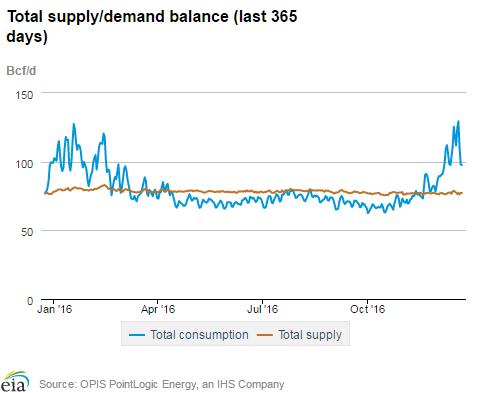 Total supply/demand balance (last 365
days)
Bcf/d
150
100
50
0
Jan '16 Apr '16 Jul '16 Oct '16
Total consumption Total supply
eia Source: OPIS PointLogic Energy, an IHS Company